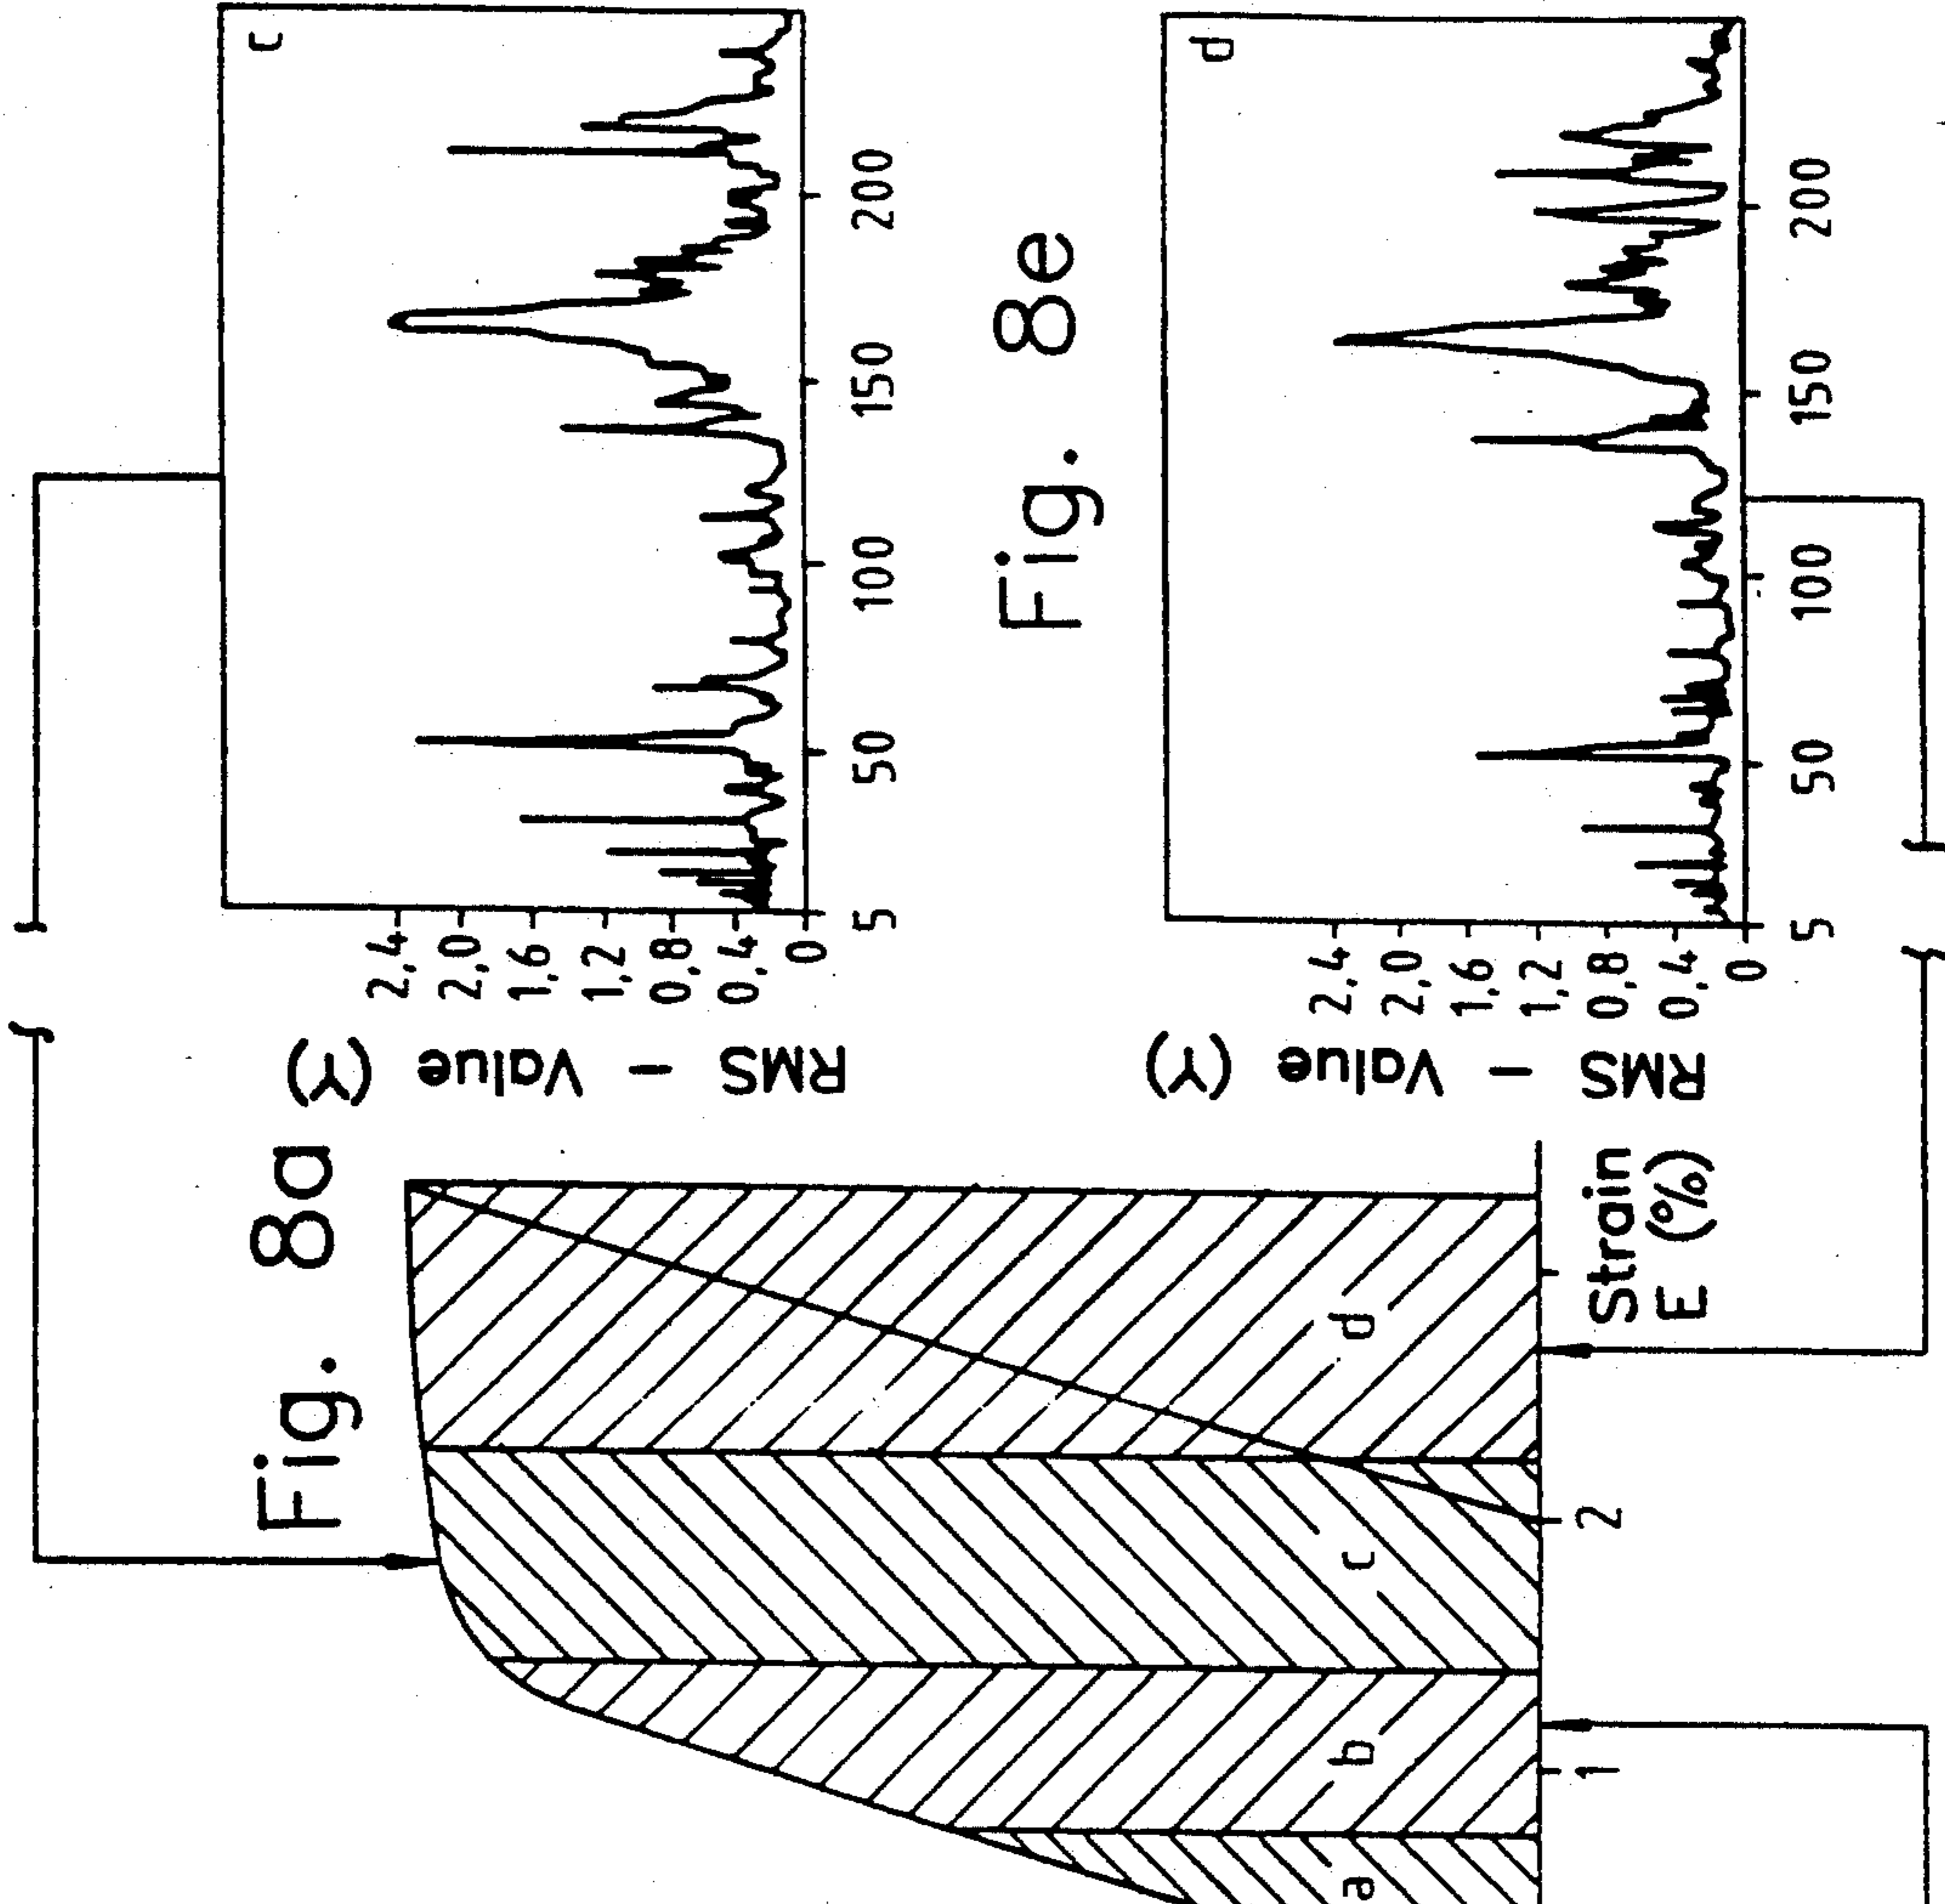 Fig. 8a
a
b
c
d
1
2
Strain
E (%)
RMS – Value
(Y)
2,4
2,0
1,6
1,2
0,8
0,4
0
c
5
50
100
150
200
Fig. 8e
RMS – Value
(Y)
2,4
2,0
1,6
1,2
0,8
0,4
0
d
5
50
100
150
200